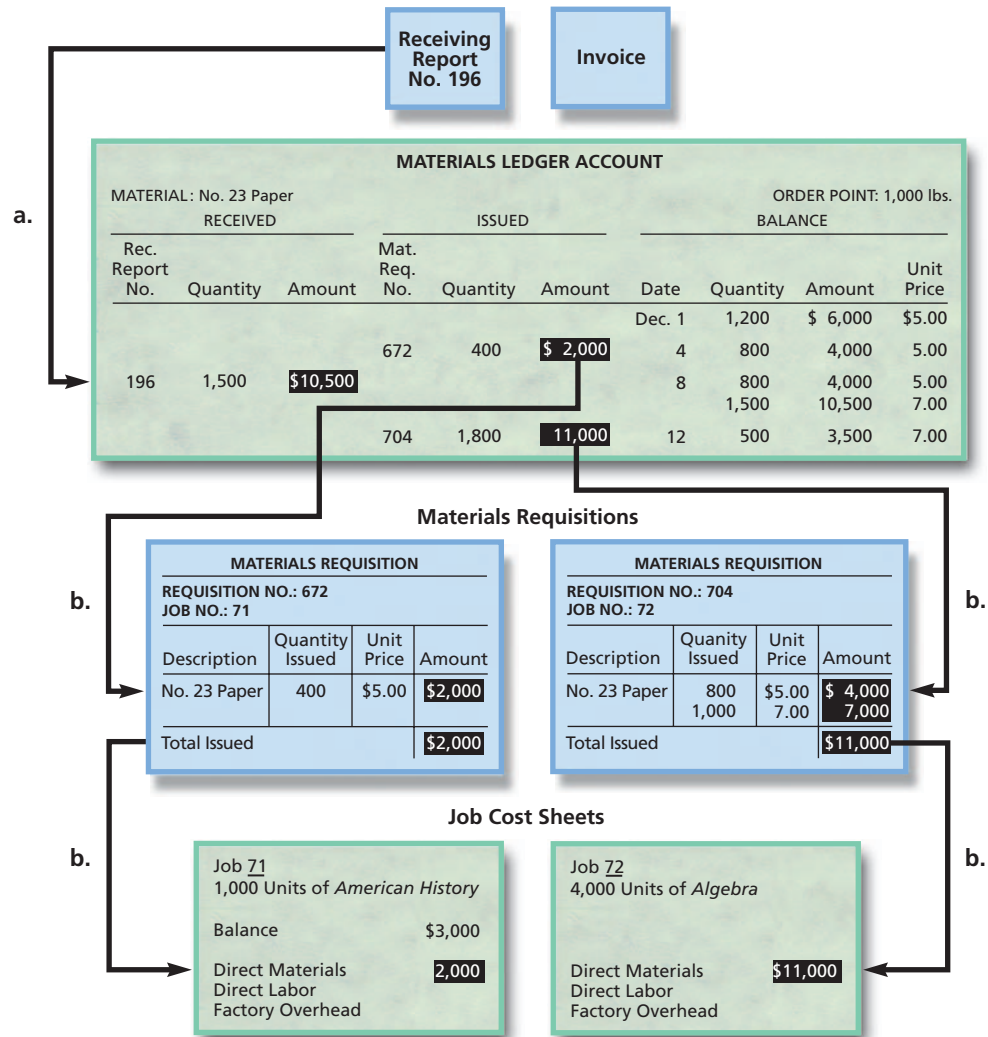 Receiving
Report
No. 196
Invoice
a.
MATERIALS LEDGER ACCOUNT
MATERIAL: No. 23 Paper ORDER POINT: 1,000 lbs.
RECEIVED ISSUED BALANCE
Rec. Mat.
Report Req. Unit
No. Quantity Amount No. Quantity Amount Date Quantity Amount Price
Dec. 1 1,200 $ 6,000 $5.00
672 400 $ 2,000 4 800 4,000 5.00
196 1,500 $10,500 8 800 4,000 5.00
1,500 10,500 7.00
704 1,800 11,000 12 500 3,500 7.00
Materials Requisitions
b.
MATERIALS REQUISITION
REQUISITION NO.: 672
JOB NO.: 71
Quantity Unit
Description Issued Price Amount
No. 23 Paper 400 $5.00 $2,000
Total Issued $2,000
MATERIALS REQUISITION
REQUISITION NO.: 704
JOB NO.: 72
Quanity Unit
Description Issued Price Amount
No. 23 Paper 800 $5.00 $ 4,000
1,000 7.00 7,000
Total Issued $11,000
b.
Job Cost Sheets
b.
Job 71
1,000 Units of American History
Balance $3,000
Direct Materials 2,000
Direct Labor
Factory Overhead
Job 72
4,000 Units of Algebra
Direct Materials $11,000
Direct Labor
Factory Overhead
b.